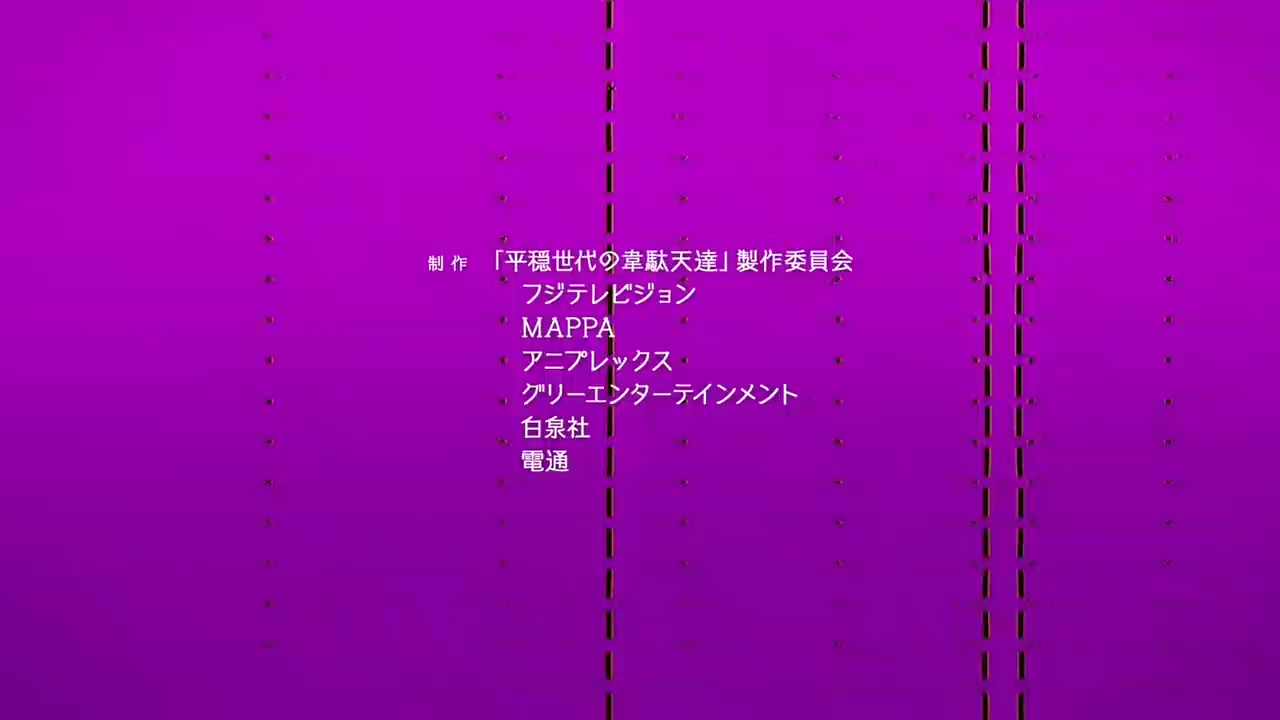 制作 「平穏世代の韋駄天達」製作委員会
フジテレビジョン
MAPPA
アニプレックス
グリーエンターテインメント
白泉社
電通